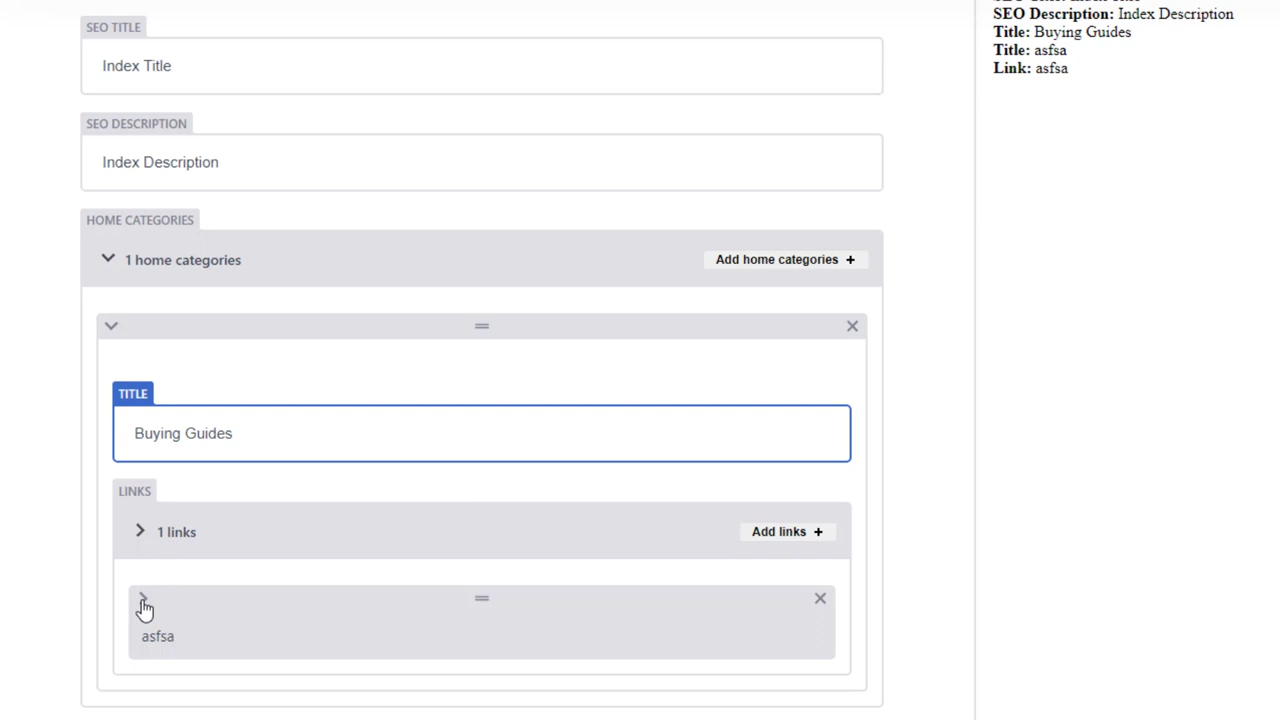 SEO TITLE
Index Title
SEO DESCRIPTION
Index Description
HOME CATEGORIES
1 home categories
Add home categories +
TITLE
Buying Guides
LINKS
1 links
Add links +
asfsa
SEO Description: Index Description
Title: Buying Guides
Title: asfsa
Link: asfsa